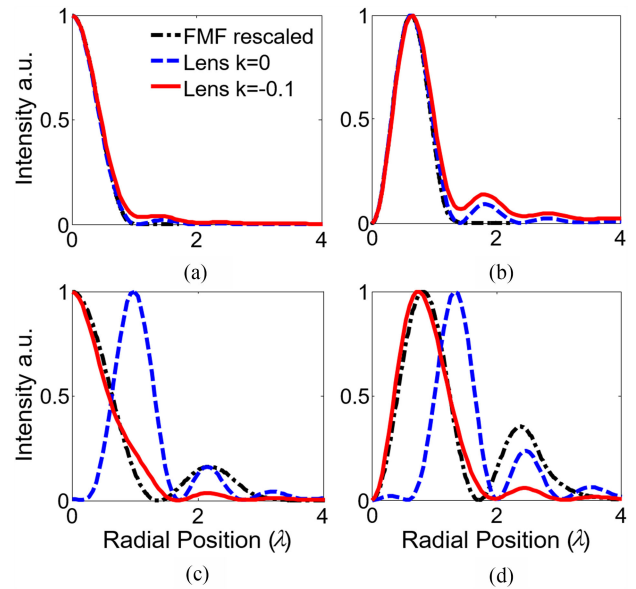 1
0.5
0
0
2
4
Intensity a.u.
FMF rescaled
Lens k=0
Lens k=-0.1
(a)
1
0.5
0
0
2
4
(b)
1
0.5
0
0
2
4
Intensity a.u.
Radial Position (λ)
(c)
1
0.5
0
0
2
4
Radial Position (λ)
(d)